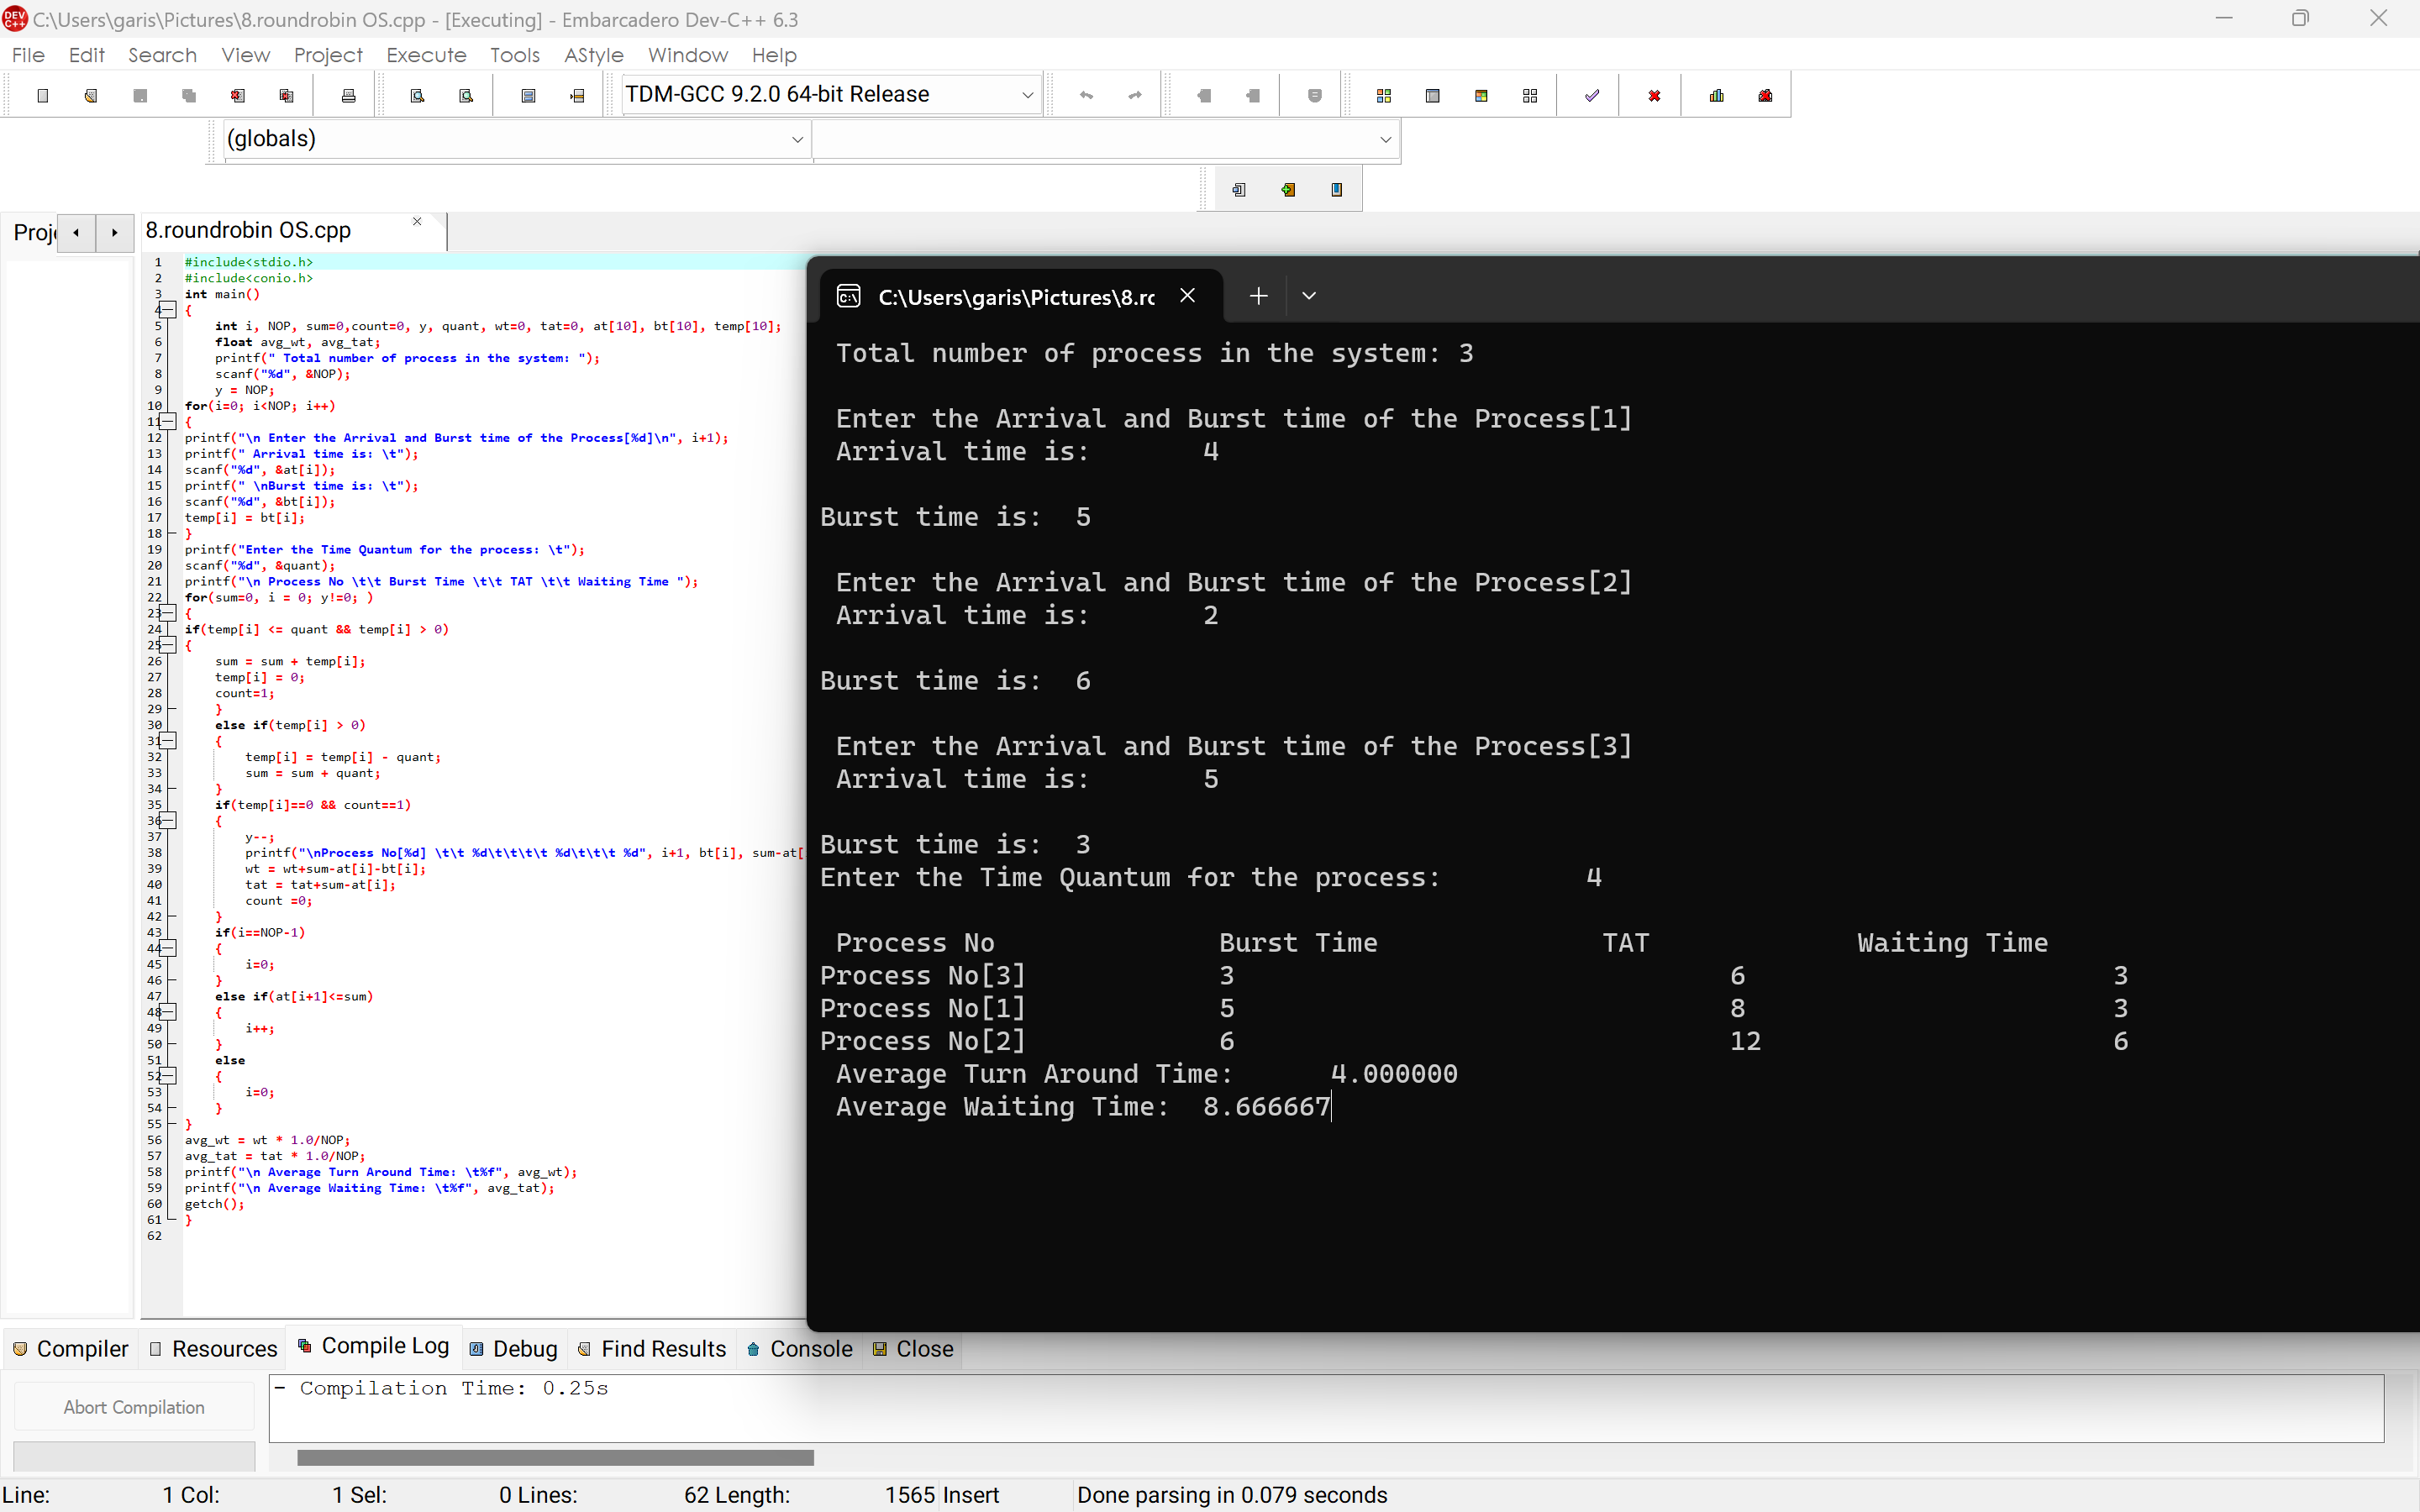 C:\Users\garis\Pictures\8.roundrobin OS.cpp - [Executing] - Embarcadero Dev-C++ 6.3
File Edit Search View Project Execute Tools AStyle Window Help
TDM-GCC 9.2.0 64-bit Release
(globals)
8.roundrobin OS.cpp
1 #include<stdio.h>
2 #include<conio.h>
3 int main()
4 {
5 int i, NOP, sum=0,count=0, y, quant, wt=0, tat=0, at[10], bt[10], temp[10];
6 float avg_wt, avg_tat;
7 printf(" Total number of process in the system: ");
8 scanf("%d", &NOP);
9 y = NOP;
10 for(i=0; i<NOP; i++)
11 {
12 printf("\n Enter the Arrival and Burst time of the Process[%d]\n", i+1);
13 printf(" Arrival time is: \t");
14 scanf("%d", &at[i]);
15 printf(" \nBurst time is: \t");
16 scanf("%d", &bt[i]);
17 temp[i] = bt[i];
18 }
19 printf("Enter the Time Quantum for the process: \t");
20 scanf("%d", &quant);
21 printf("\n Process No \t\t Burst Time \t\t TAT \t\t Waiting Time ");
22 for(sum=0, i = 0; y!=0; )
23 {
24 if(temp[i] <= quant && temp[i] > 0)
25 {
26 sum = sum + temp[i];
27 temp[i] = 0;
28 count=1;
29 }
30 else if(temp[i] > 0)
31 {
32 temp[i] = temp[i] - quant;
33 sum = sum + quant;
34 }
35 if(temp[i]==0 && count==1)
36 {
37 y--;
38 printf("\nProcess No[%d] \t\t %d\t\t\t\t %d\t\t\t %d", i+1, bt[i], sum-at[
39 wt = wt+sum-at[i]-bt[i];
40 tat = tat+sum-at[i];
41 count =0;
42 }
43 if(i==NOP-1)
44 {
45 i=0;
46 }
47 else if(at[i+1]<=sum)
48 {
49 i++;
50 }
51 else
52 {
53 i=0;
54 }
55 }
56 avg_wt = wt * 1.0/NOP;
57 avg_tat = tat * 1.0/NOP;
58 printf("\n Average Turn Around Time: \t%f", avg_wt);
59 printf("\n Average Waiting Time: \t%f", avg_tat);
60 getch();
61 }
62
C:\Users\garis\Pictures\8.rc
Total number of process in the system: 3
Enter the Arrival and Burst time of the Process[1]
Arrival time is: 4
Burst time is: 5
Enter the Arrival and Burst time of the Process[2]
Arrival time is: 2
Burst time is: 6
Enter the Arrival and Burst time of the Process[3]
Arrival time is: 5
Burst time is: 3
Enter the Time Quantum for the process: 4
Process No Burst Time TAT Waiting Time
Process No[3] 3 6 3
Process No[1] 5 8 3
Process No[2] 6 12 6
Average Turn Around Time: 4.000000
Average Waiting Time: 8.666667
Compiler Resources Compile Log Debug Find Results Console Close
Abort Compilation
- Compilation Time: 0.25s
Line: 1 Col: 1 Sel: 0 Lines: 62 Length: 1565 Insert Done parsing in 0.079 seconds